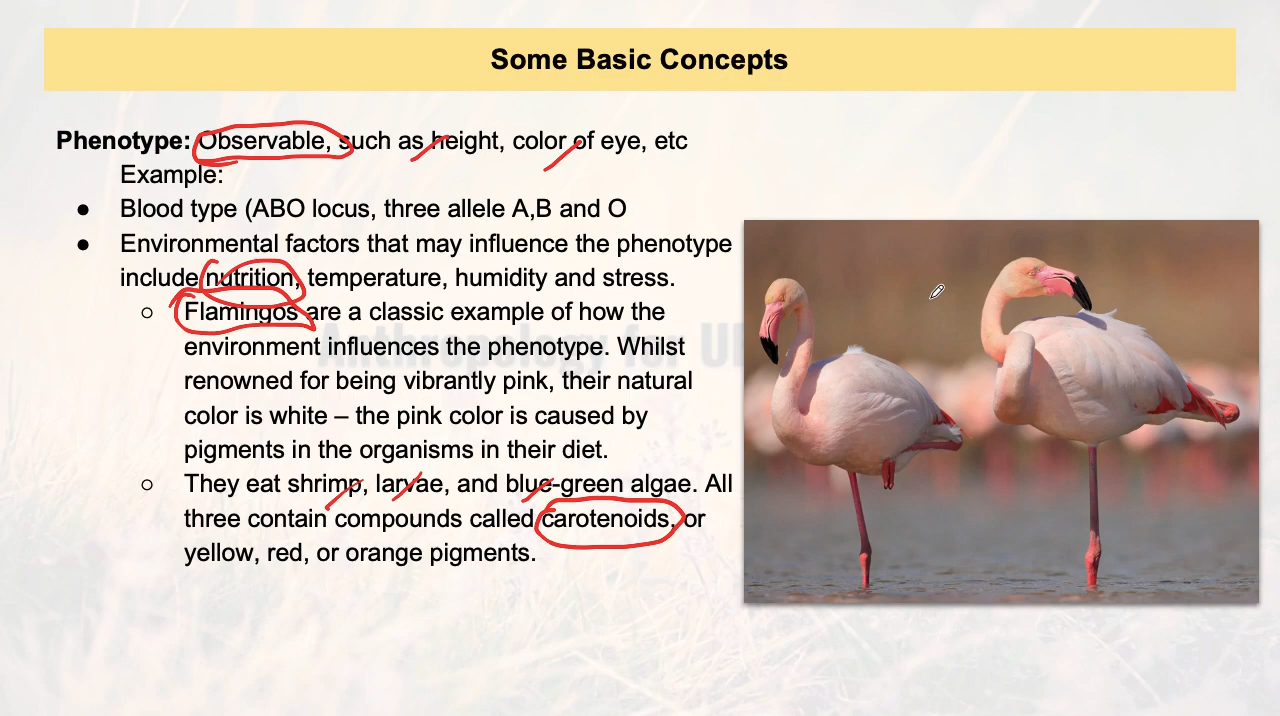 Some Basic Concepts
Phenotype: Observable, such as height, color of eye, etc
Example:
● Blood type (ABO locus, three allele A,B and O
● Environmental factors that may influence the phenotype
include nutrition, temperature, humidity and stress.
○ Flamingos are a classic example of how the
environment influences the phenotype. Whilst
renowned for being vibrantly pink, their natural
color is white – the pink color is caused by
pigments in the organisms in their diet.
○ They eat shrimp, larvae, and blue-green algae. All
three contain compounds called carotenoids, or
yellow, red, or orange pigments.
Anthropology for U